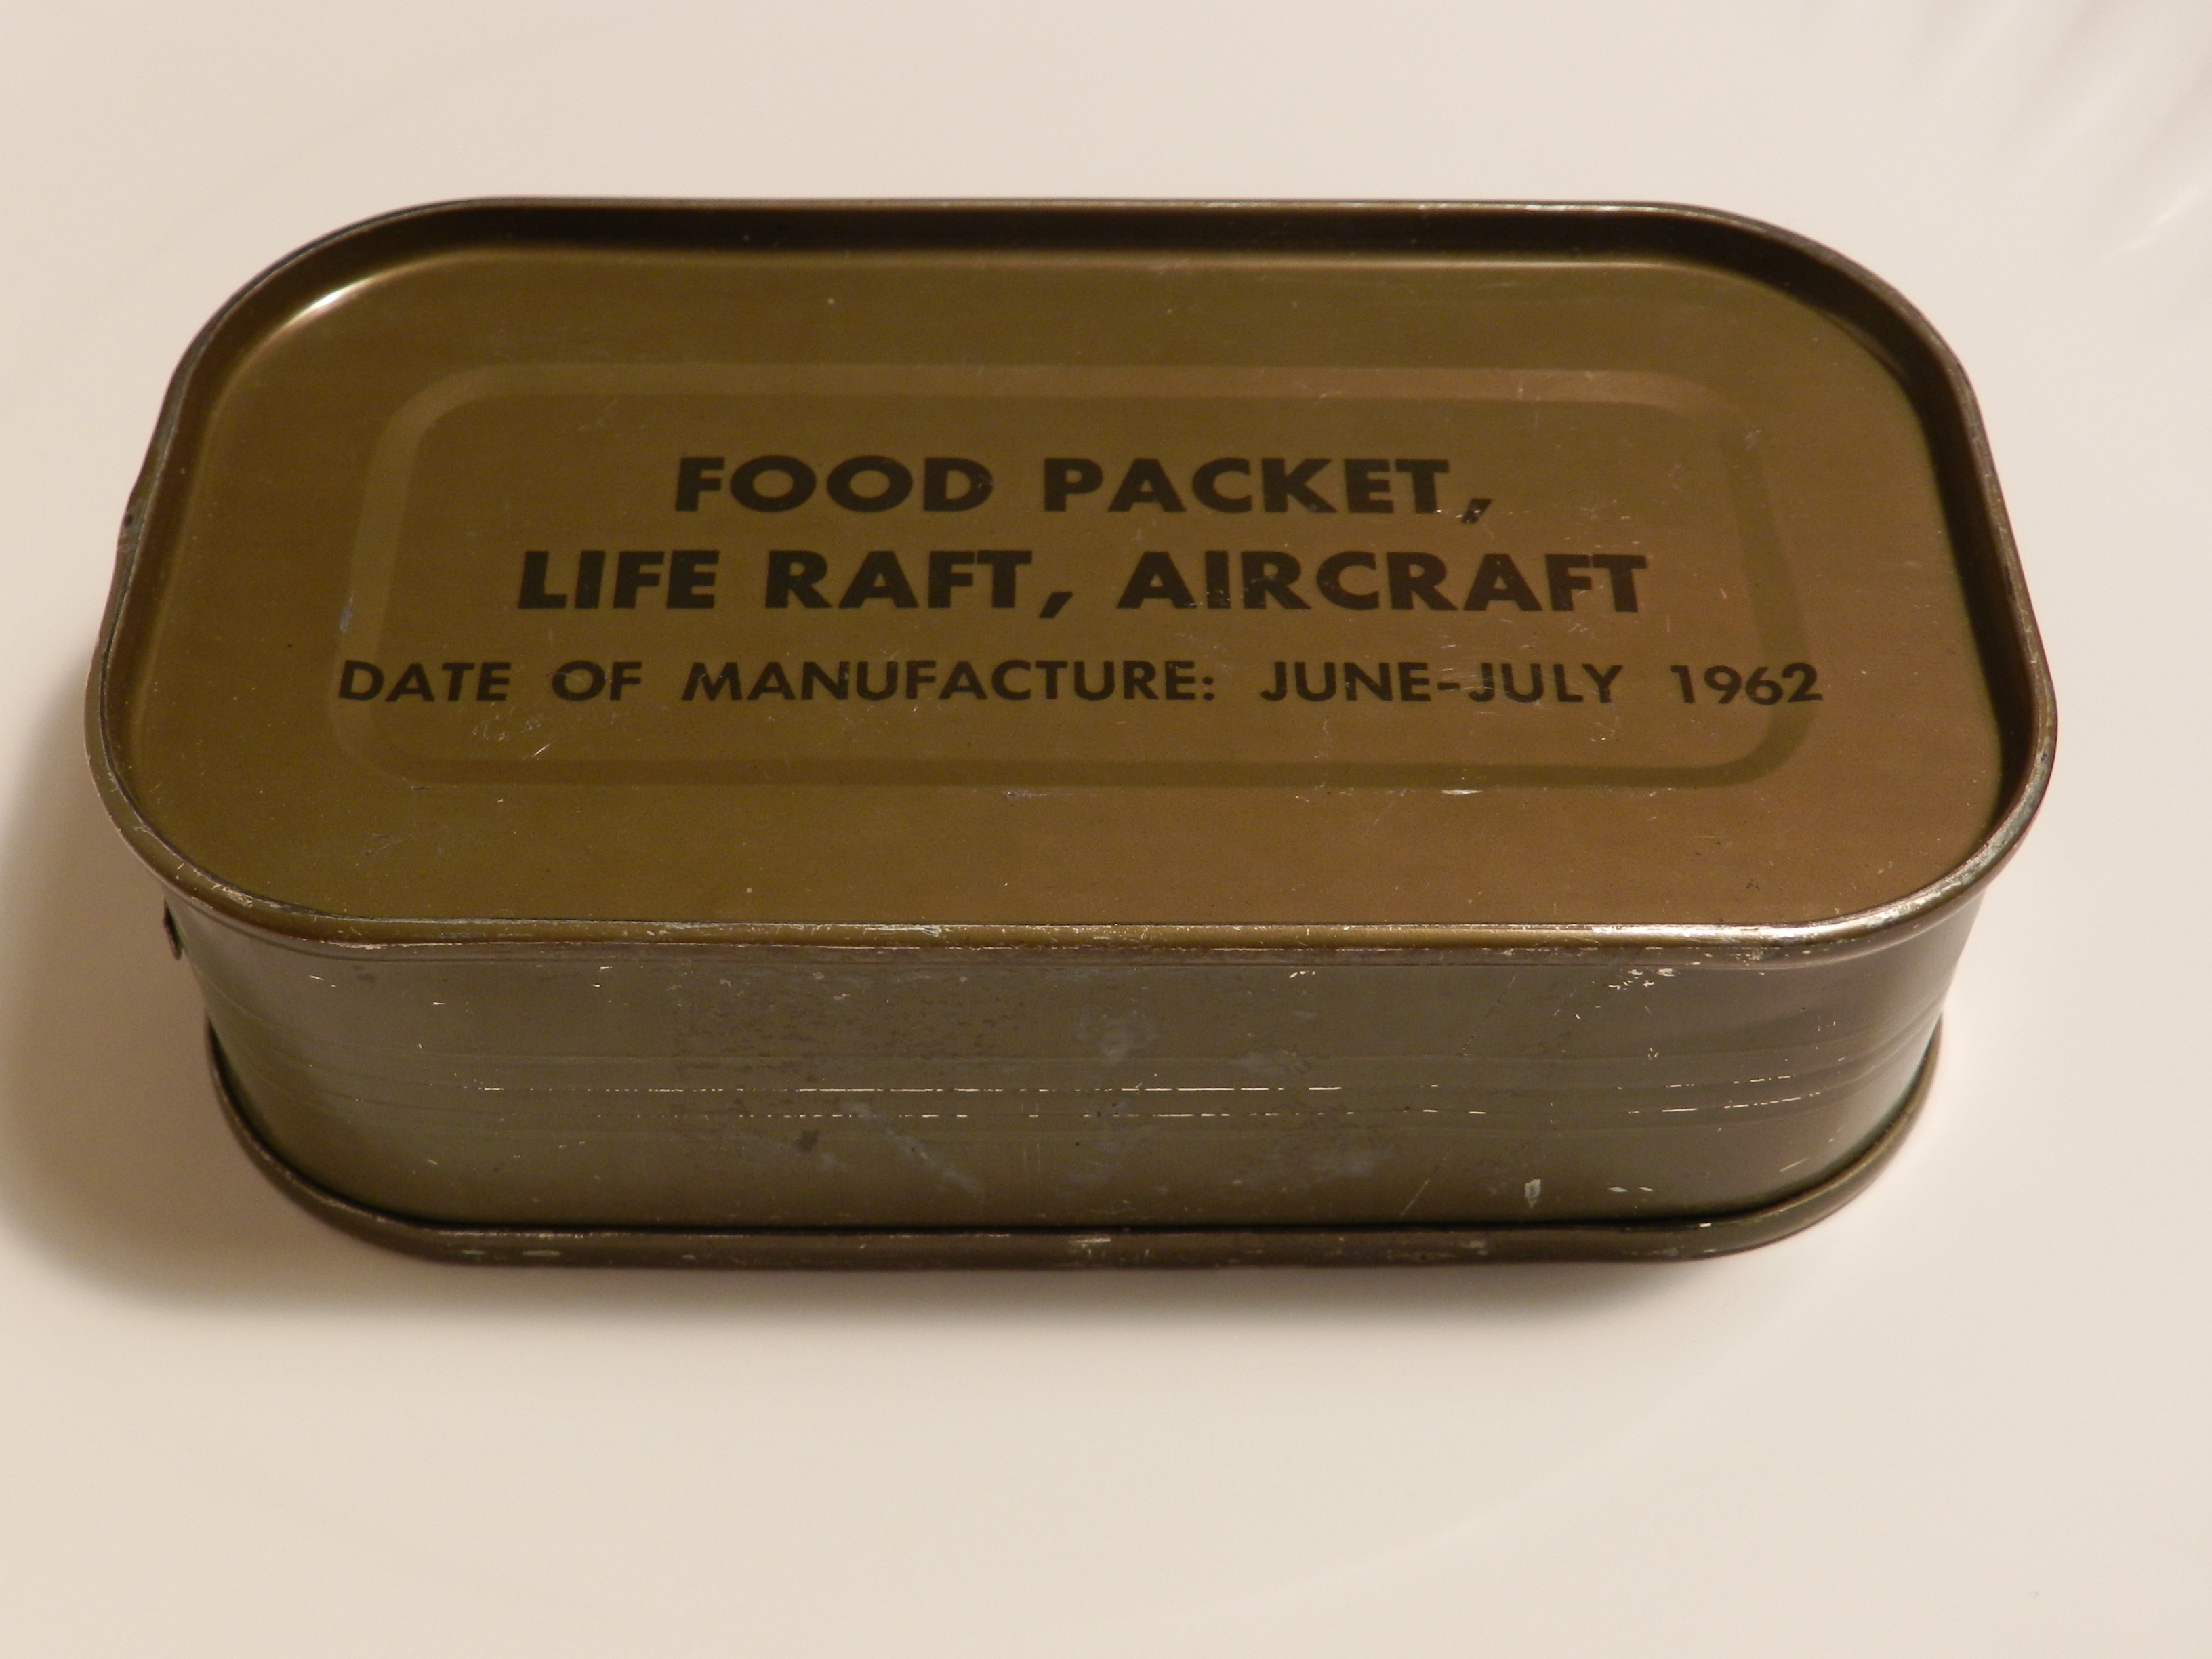 FOOD PACKET,
LIFE RAFT, AIRCRAFT
DATE OF MANUFACTURE: JUNE-JULY 1962